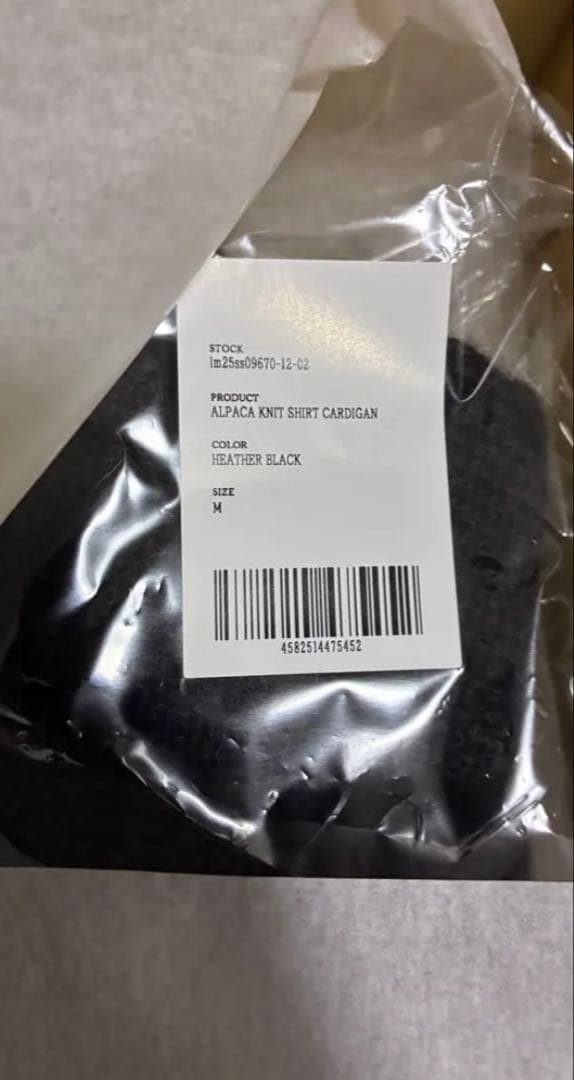 STOCK
lm25ss09670-12-02
PRODUCT
ALPACA KNIT SHIRT CARDIGAN
COLOR
HEATHER BLACK
SIZE
M
4582514475452